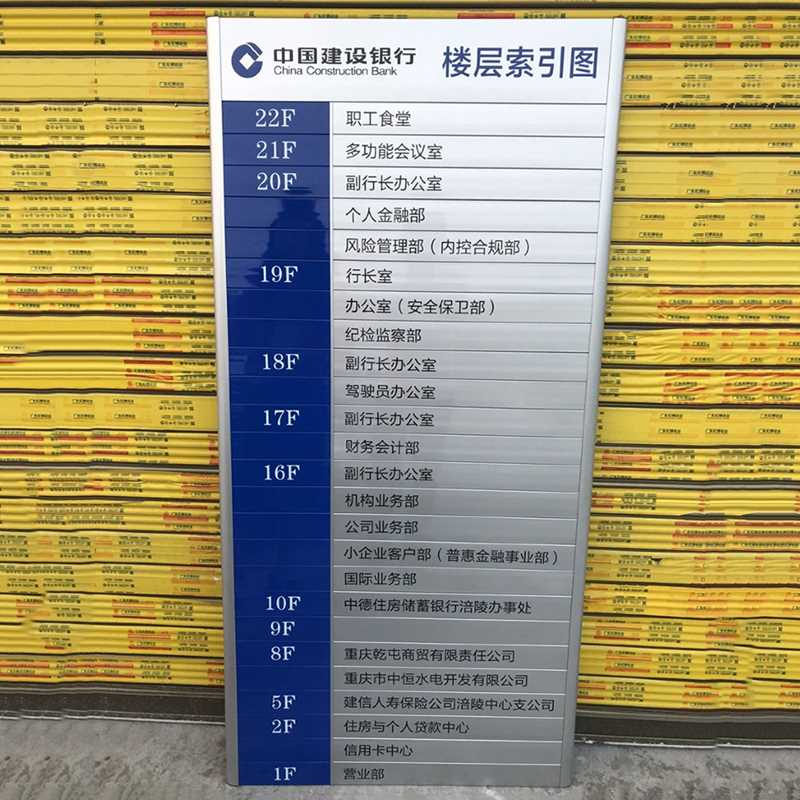 中国建设银行 楼层索引图
China Construction Bank
22F 职工食堂
21F 多功能会议室
20F 副行长办公室
个人金融部
风险管理部（内控合规部）
19F 行长室
办公室（安全保卫部）
纪检监察部
18F 副行长办公室
驾驶员办公室
17F 副行长办公室
财务会计部
16F 副行长办公室
机构业务部
公司业务部
小企业客户部（普惠金融事业部）
国际业务部
10F 中德住房储蓄银行涪陵办事处
9F
8F 重庆乾屯商贸有限责任公司
重庆市中恒水电开发有限公司
5F 建信人寿保险公司涪陵中心支公司
2F 住房与个人贷款中心
信用卡中心
1F 营业部